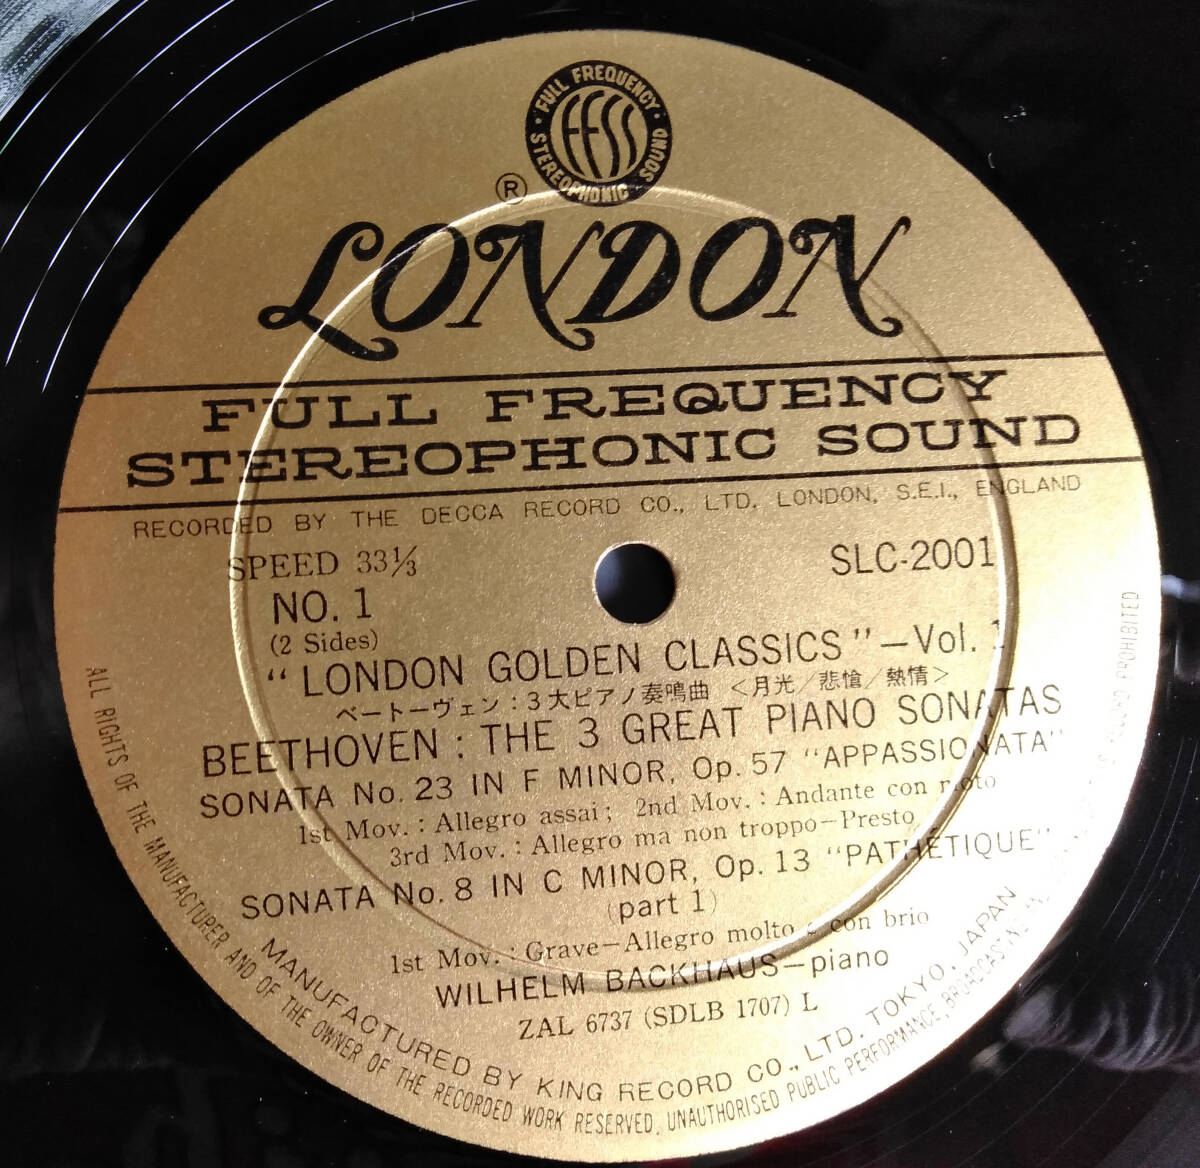 FULL FREQUENCY
STEREOPHONIC SOUND
FFSS
®
LONDON
FULL FREQUENCY
STEREOPHONIC SOUND
RECORDED BY THE DECCA RECORD CO., LTD. LONDON, S.E.I., ENGLAND
SPEED 33⅓
SLC-2001
NO. 1
(2 Sides)
"LONDON GOLDEN CLASSICS"—Vol. 1
ベートーヴェン：3大ピアノ奏鳴曲 ＜月光／悲愴／熱情＞
BEETHOVEN : THE 3 GREAT PIANO SONATAS
SONATA No. 23 IN F MINOR, Op. 57 "APPASSIONATA"
1st Mov. : Allegro assai ; 2nd Mov. : Andante con moto
3rd Mov. : Allegro ma non troppo—Presto
SONATA No. 8 IN C MINOR, Op. 13 "PATHETIQUE"
(part 1)
1st Mov. : Grave—Allegro molto e con brio
WILHELM BACKHAUS—piano
ZAL 6737 (SDLB 1707) L
MANUFACTURED BY KING RECORD CO., LTD. TOKYO, JAPAN
ALL RIGHTS OF THE MANUFACTURER AND OF THE OWNER OF THE RECORDED WORK RESERVED. UNAUTHORISED PUBLIC PERFORMANCE, BROADCASTING RECORD PROHIBITED